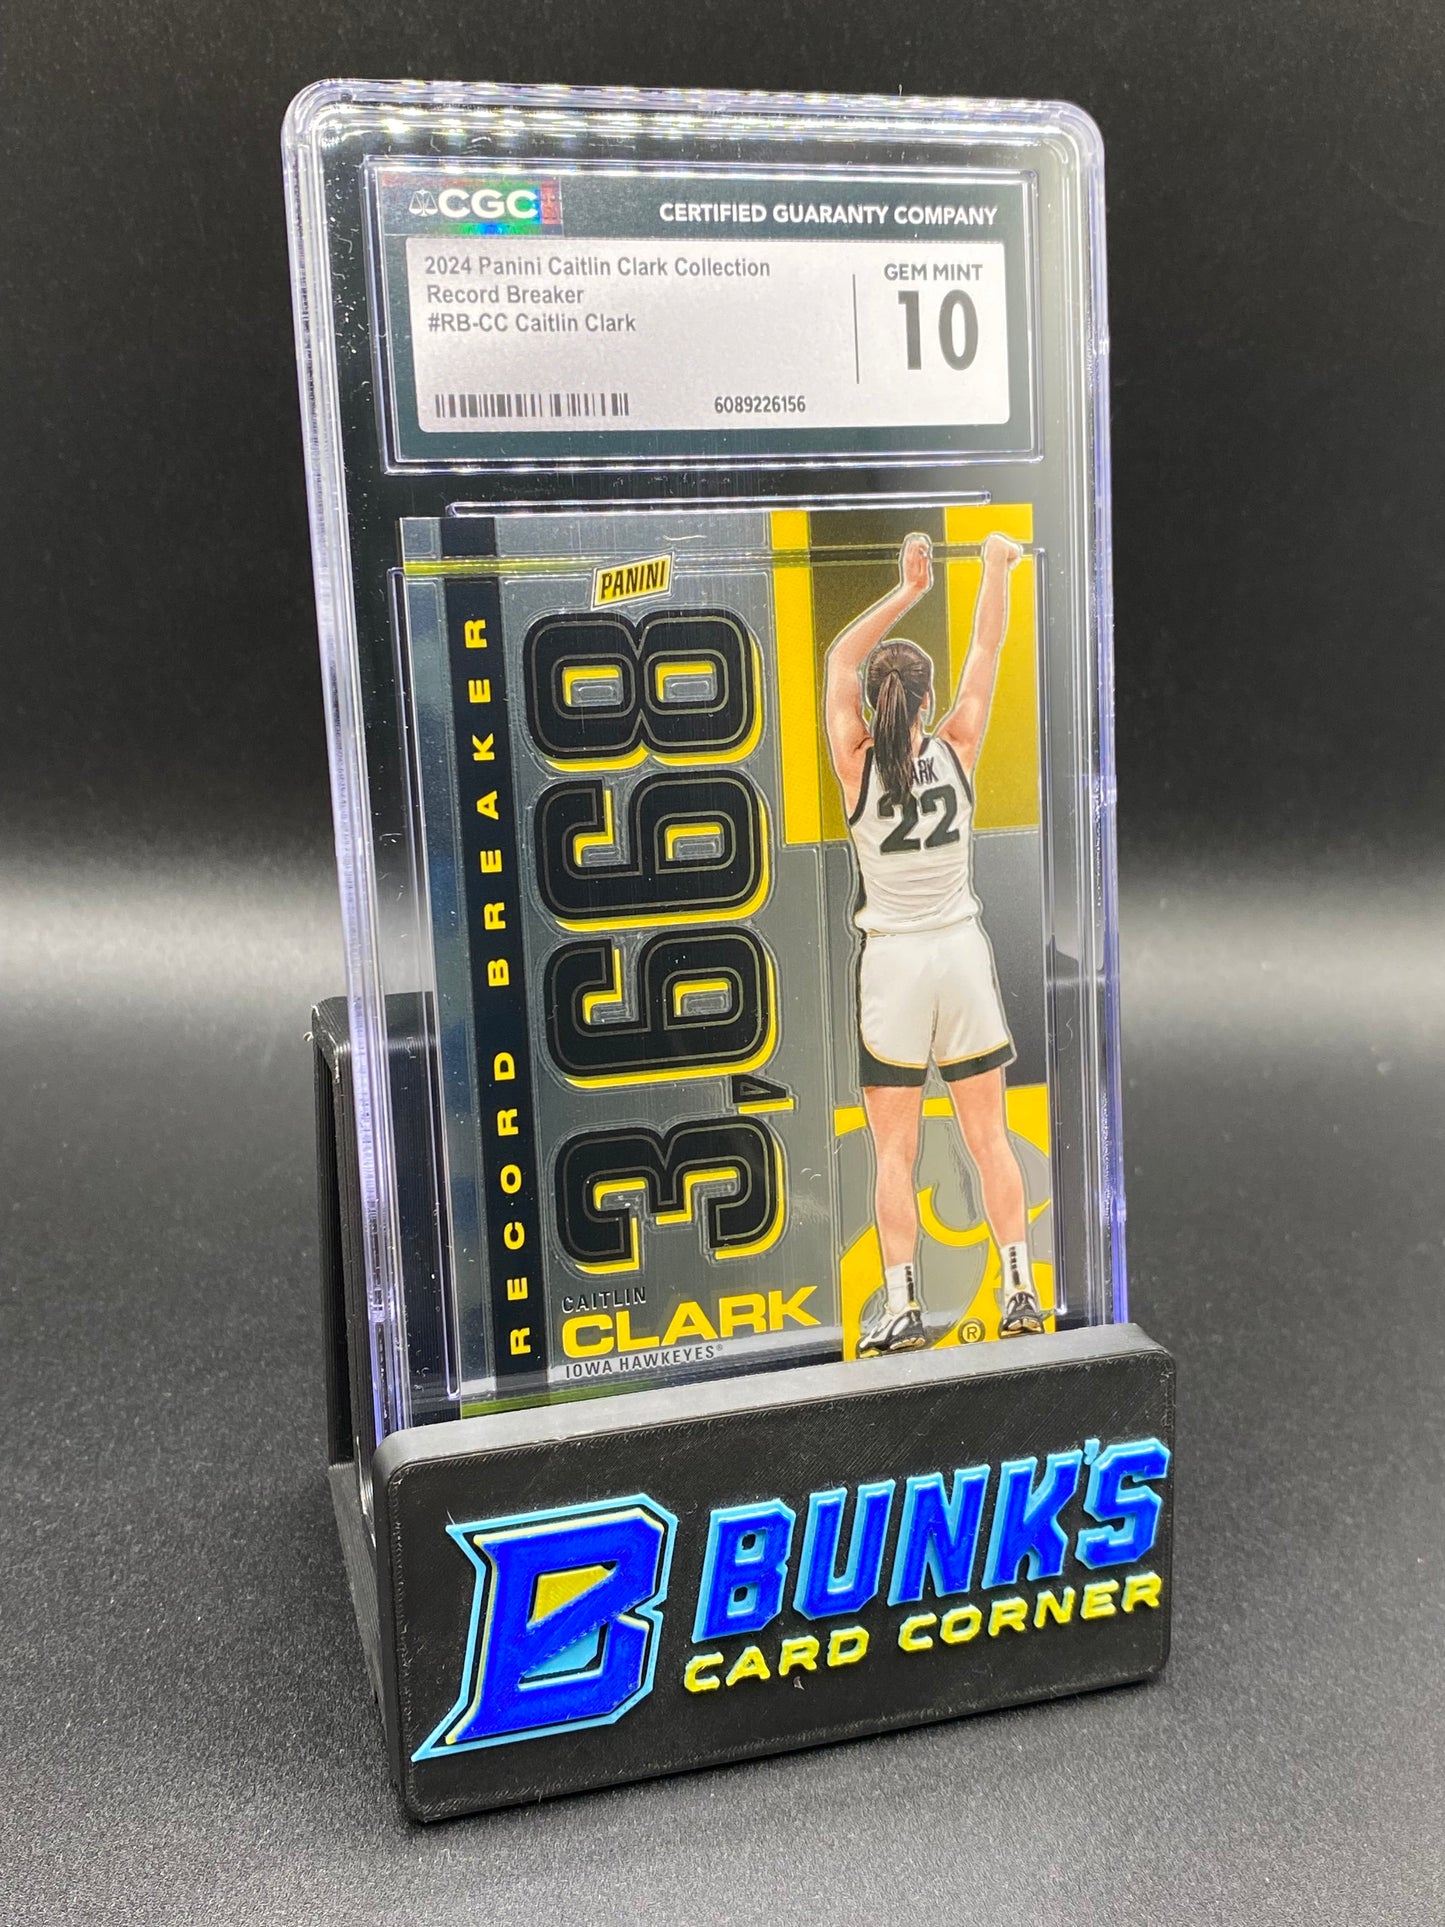 CGC
CERTIFIED GUARANTY COMPANY
2024 Panini Caitlin Clark Collection
Record Breaker
#RB-CC Caitlin Clark
GEM MINT
10
6089226156
PANINI
RECORD BREAKER
3,668
CAITLIN
CLARK
IOWA HAWKEYES®
ARK
22
®
B BUNK'S
CARD CORNER